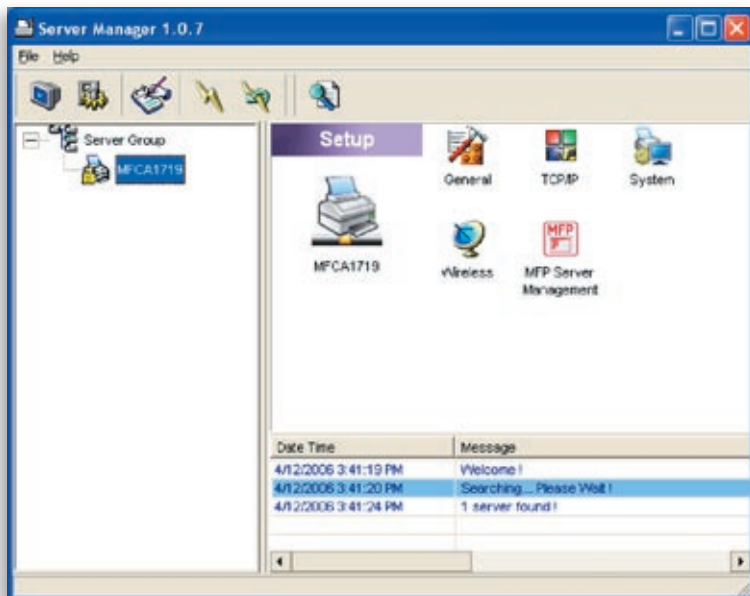 Server Manager 1.0.7
File Help
Server Group
MFCA1719
Setup
MFCA1719
General
TCP/IP
System
Wireless
MFP
MFP Server
Management
Date Time Message
4/12/2006 3:41:19 PM Welcome !
4/12/2006 3:41:20 PM Searching... Please Wait !
4/12/2006 3:41:24 PM 1 server found !